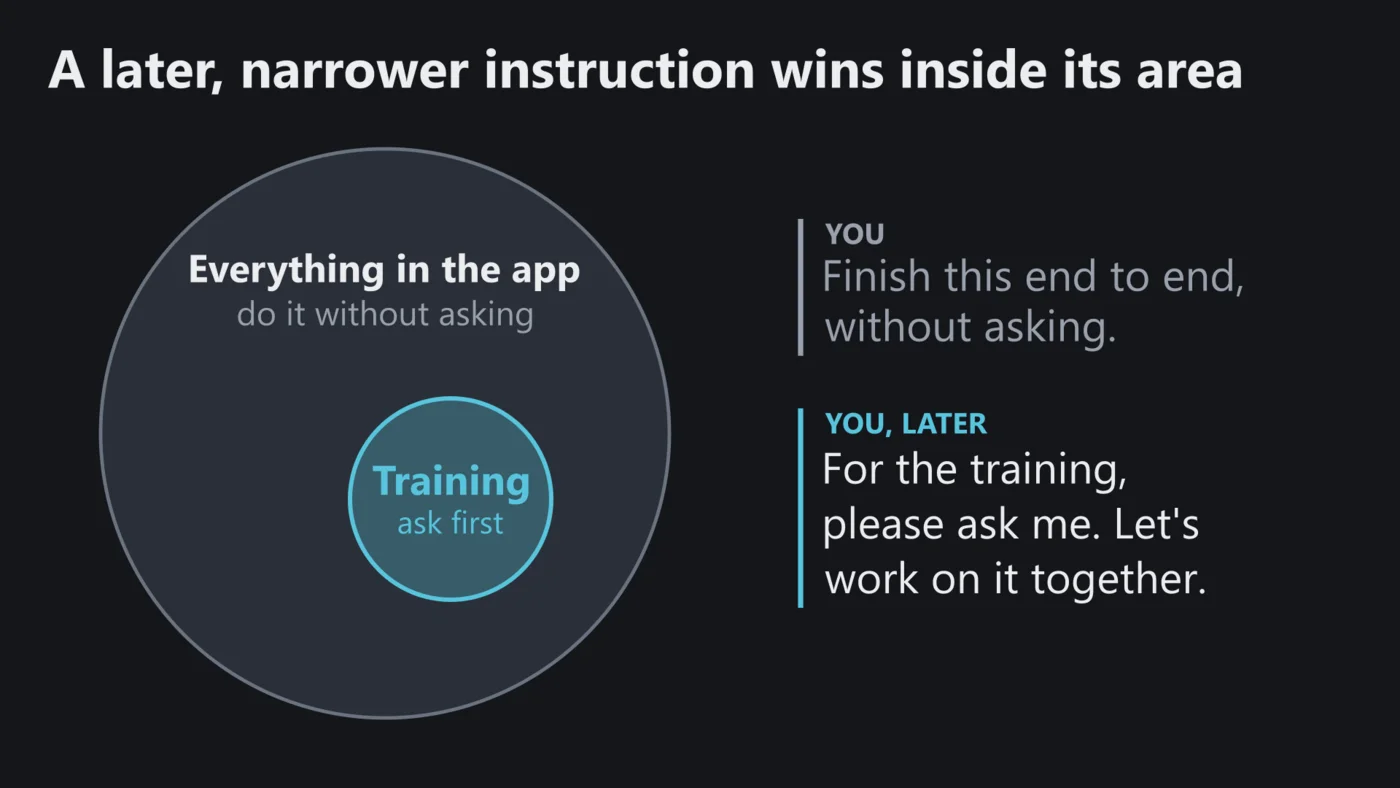 A later, narrower instruction wins inside its area
Everything in the app
do it without asking
Training
ask first
YOU
Finish this end to end,
without asking.
YOU, LATER
For the training,
please ask me. Let's
work on it together.